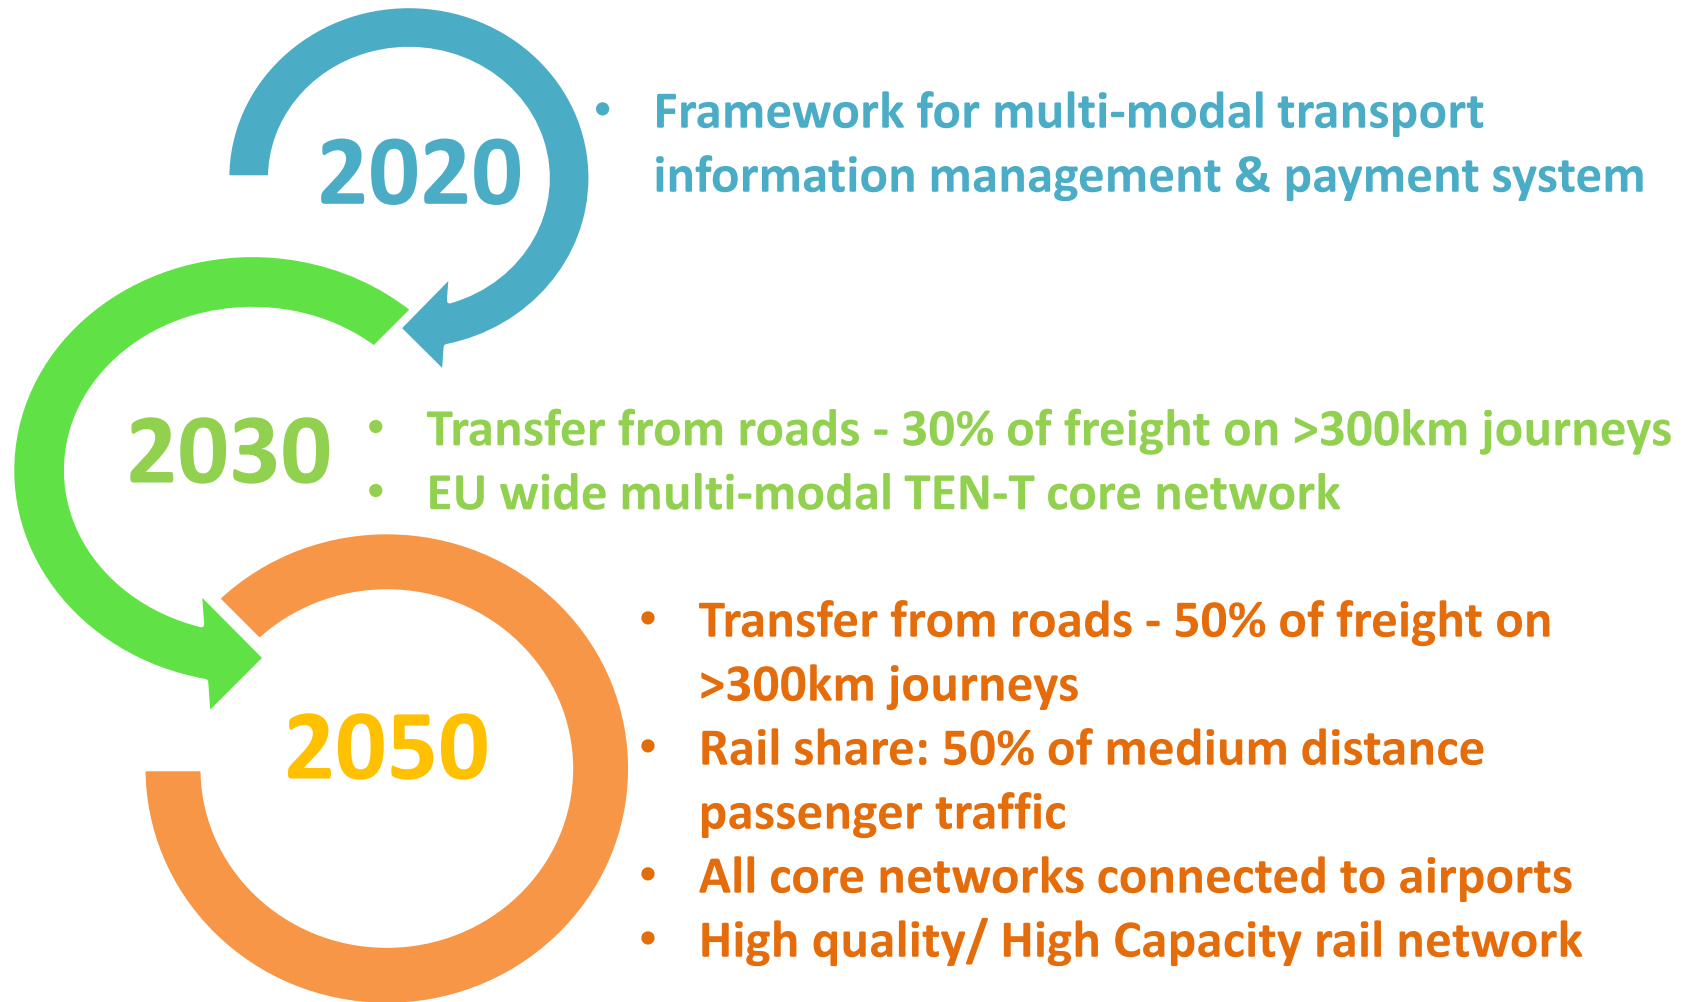 2020
• Framework for multi-modal transport
information management & payment system
2030
• Transfer from roads - 30% of freight on >300km journeys
• EU wide multi-modal TEN-T core network
2050
• Transfer from roads - 50% of freight on
>300km journeys
• Rail share: 50% of medium distance
passenger traffic
• All core networks connected to airports
• High quality/ High Capacity rail network